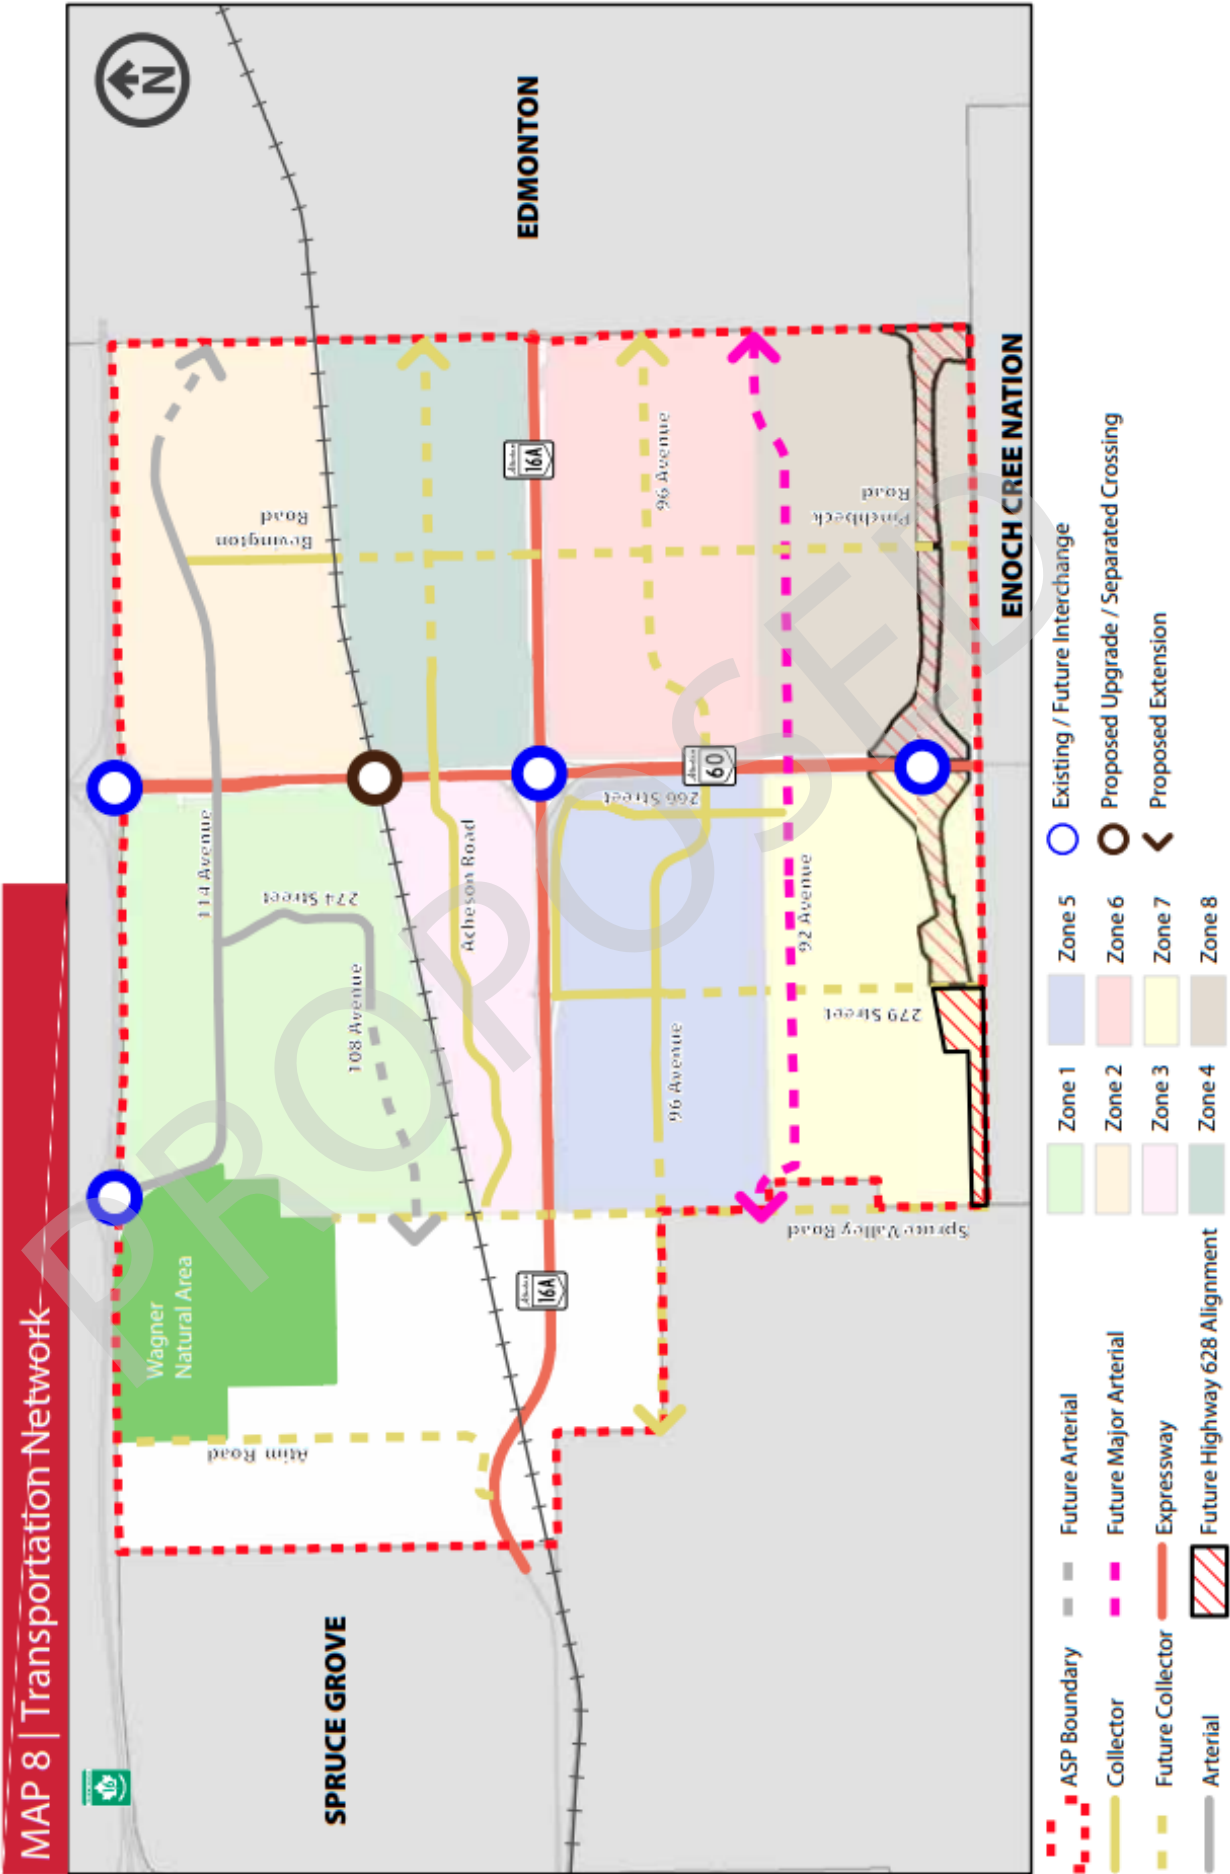 MAP 8 | Transportation Network
16
N
SPRUCE GROVE
EDMONTON
ENOCH CREE NATION
Wagner
Natural Area
Atim Road
114 Avenue
274 Street
108 Avenue
Acheson Road
Bevington
Road
16A
16A
60
266 Street
96 Avenue
96 Avenue
92 Avenue
279 Street
Spruce Valley Road
Pinchbeck
Road
PROPOSED
ASP Boundary
Collector
Future Collector
Arterial
Future Arterial
Future Major Arterial
Expressway
Future Highway 628 Alignment
Zone 1
Zone 2
Zone 3
Zone 4
Zone 5
Zone 6
Zone 7
Zone 8
Existing / Future Interchange
Proposed Upgrade / Separated Crossing
Proposed Extension